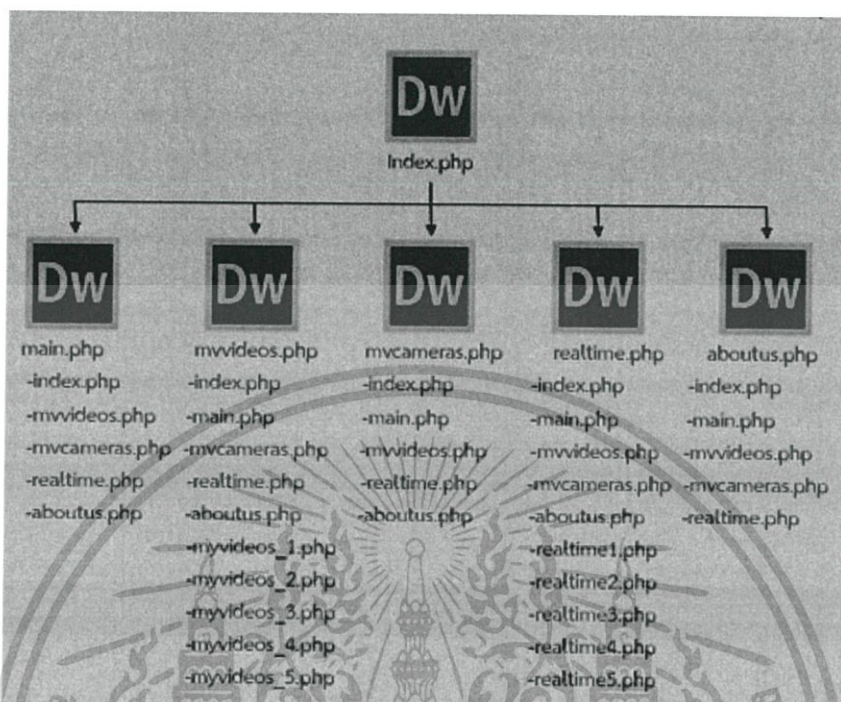 Dw
Index.php
Dw Dw Dw Dw Dw
main.php mvvideos.php mvcameras.php realtime.php aboutus.php
-index.php -index.php -index.php -index.php -index.php
-mvvideos.php -main.php -main.php -main.php -main.php
-mvcameras.php -mvcameras.php -mvvideos.php -mvvideos.php -mvvideos.php
-realtime.php -realtime.php -realtime.php -mvcameras.php -mvcameras.php
-aboutus.php -aboutus.php -aboutus.php -aboutus.php -realtime.php
-myvideos_1.php -realtime1.php
-myvideos_2.php -realtime2.php
-myvideos_3.php -realtime3.php
-myvideos_4.php -realtime4.php
-myvideos_5.php -realtime5.php